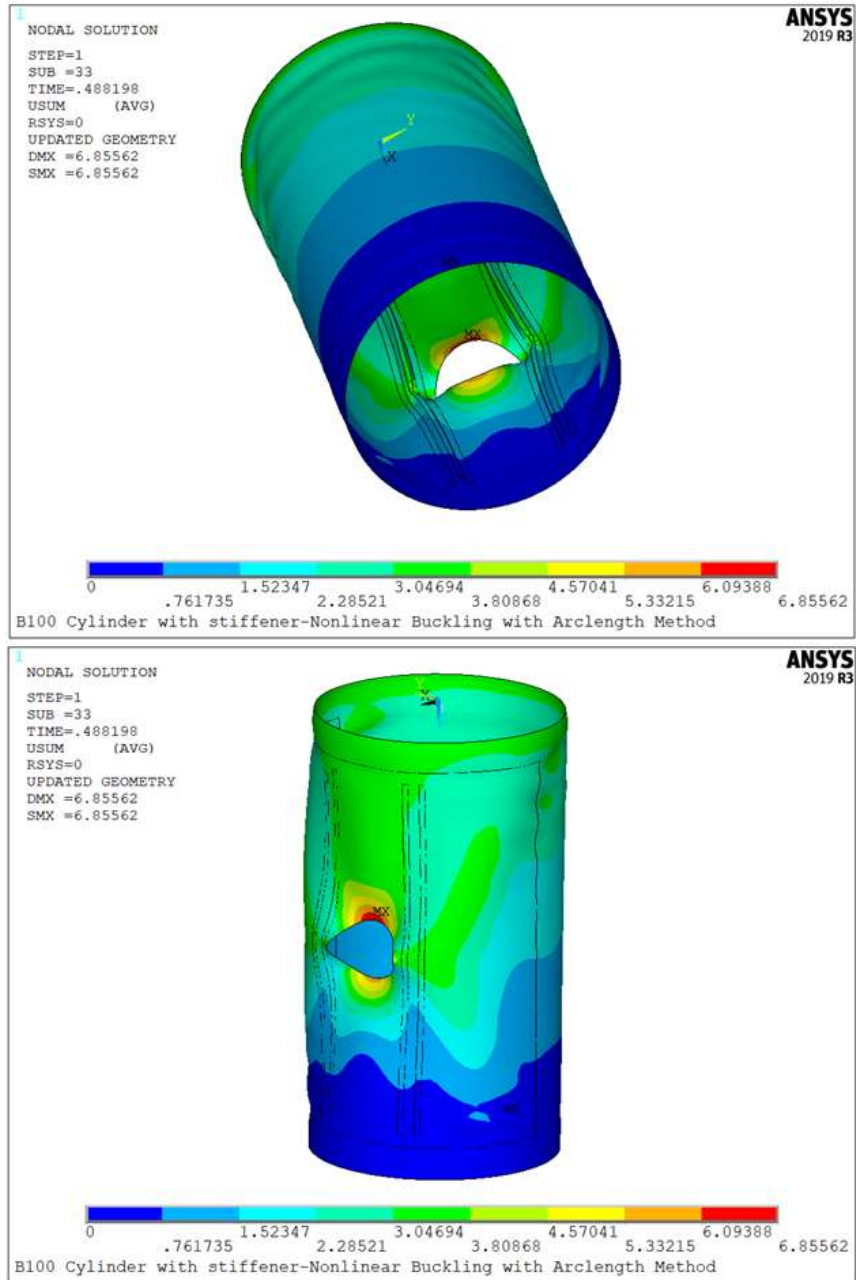 1
NODAL SOLUTION
STEP=1
SUB =33
TIME=.488198
USUM (AVG)
RSYS=0
UPDATED GEOMETRY
DMX =6.85562
SMX =6.85562
ANSYS
2019 R3
Y
X
MX
0 1.52347 3.04694 4.57041 6.09388
.761735 2.28521 3.80868 5.33215 6.85562
B100 Cylinder with stiffener-Nonlinear Buckling with Arclength Method
1
NODAL SOLUTION
STEP=1
SUB =33
TIME=.488198
USUM (AVG)
RSYS=0
UPDATED GEOMETRY
DMX =6.85562
SMX =6.85562
ANSYS
2019 R3
Y
X
MX
0 1.52347 3.04694 4.57041 6.09388
.761735 2.28521 3.80868 5.33215 6.85562
B100 Cylinder with stiffener-Nonlinear Buckling with Arclength Method